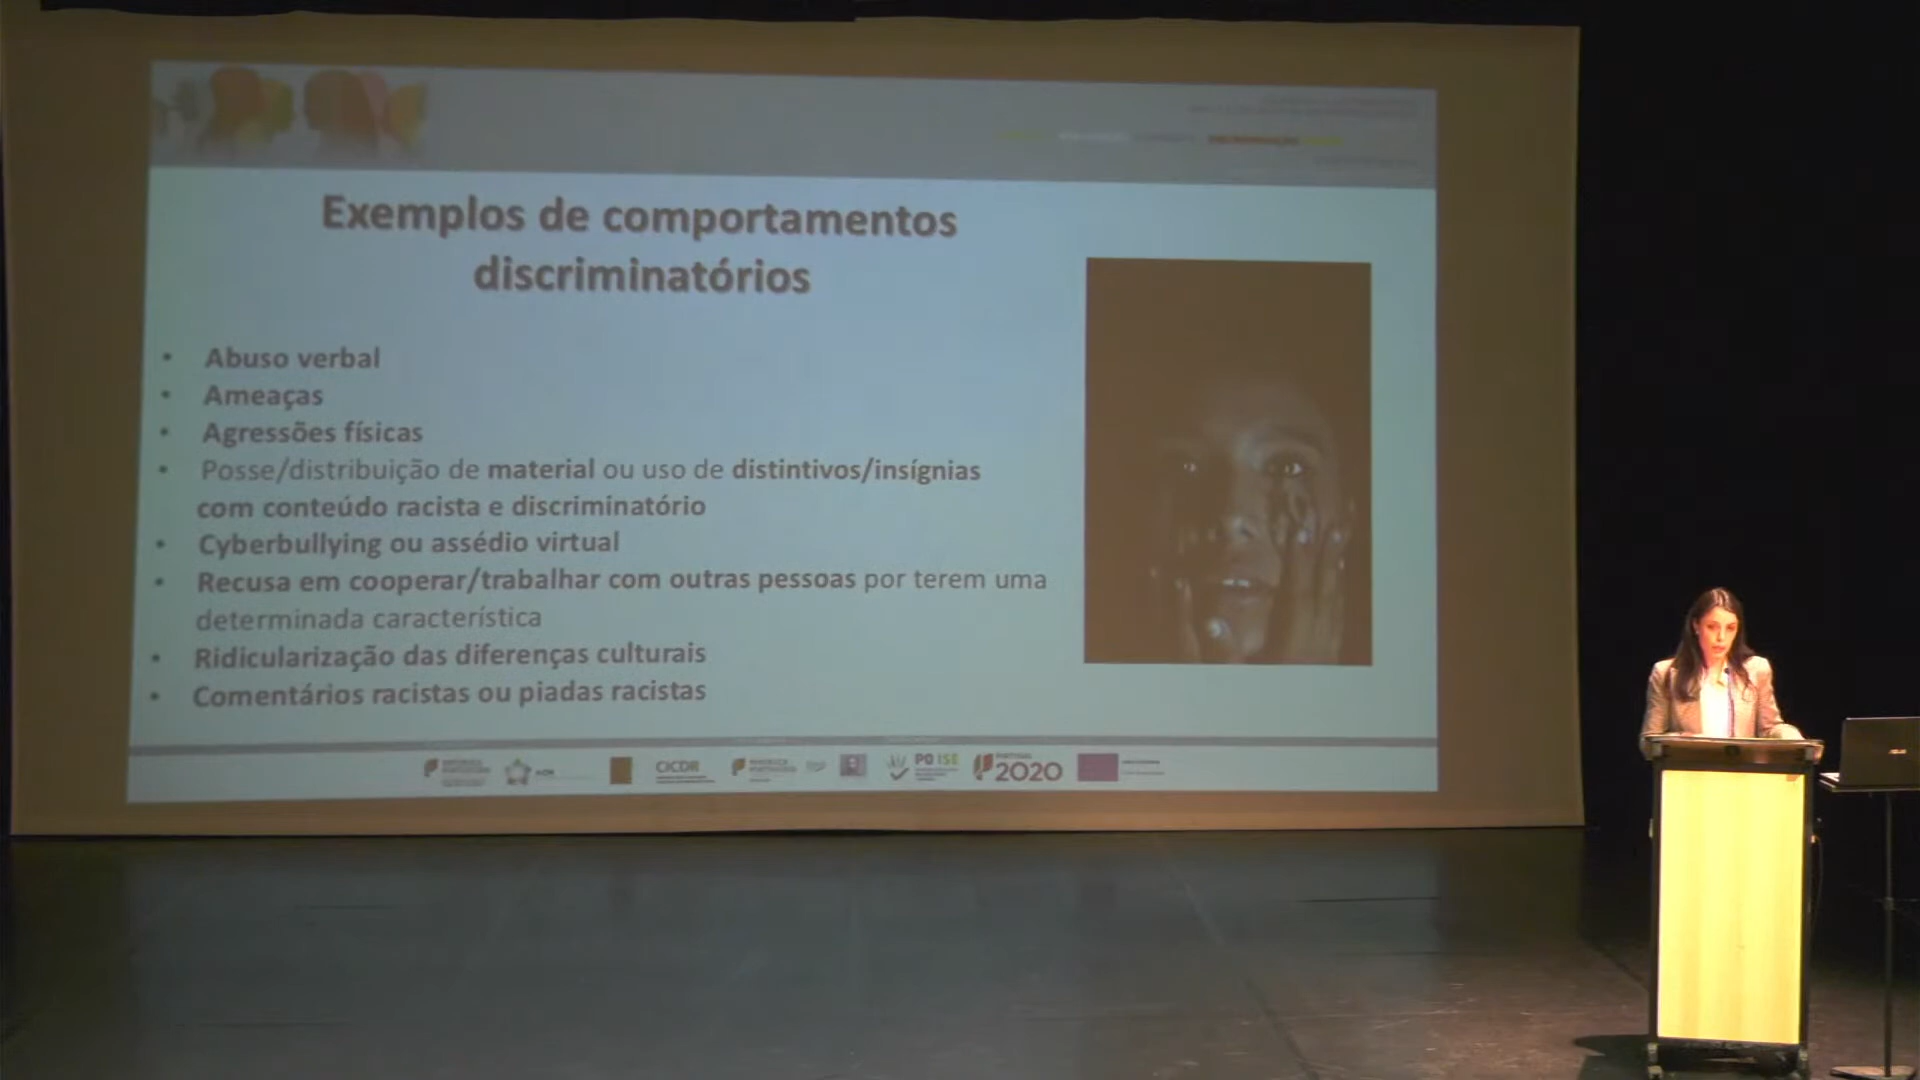 Exemplos de comportamentos
discriminatórios
• Abuso verbal
• Ameaças
• Agressões físicas
• Posse/distribuição de material ou uso de distintivos/insígnias
com conteúdo racista e discriminatório
• Cyberbullying ou assédio virtual
• Recusa em cooperar/trabalhar com outras pessoas por terem uma
determinada característica
• Ridicularização das diferenças culturais
• Comentários racistas ou piadas racistas
CICDR
PO ISE
PORTUGAL
2020